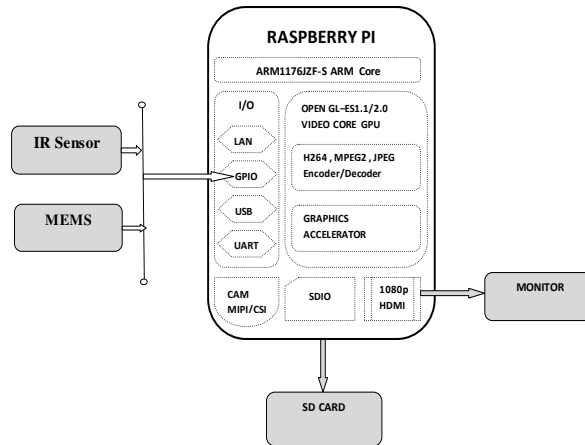 RASPBERRY PI
ARM1176JZF-S ARM Core
I/O
LAN
GPIO
USB
UART
OPEN GL–ES1.1/2.0
VIDEO CORE GPU
H264 , MPEG2 , JPEG
Encoder/Decoder
GRAPHICS
ACCELERATOR
CAM
MIPI/CSI
SDIO
1080p
HDMI
IR Sensor
MEMS
MONITOR
SD CARD